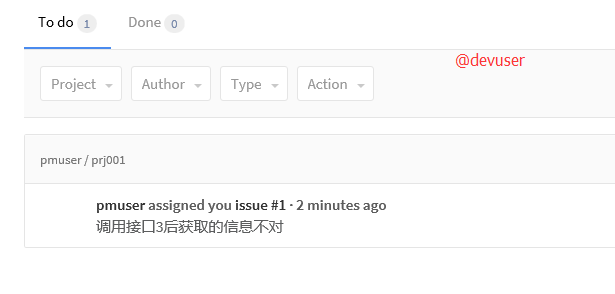 To do 1 Done 0
@devuser
Project Author Type Action
pmuser / prj001
pmuser assigned you issue #1 · 2 minutes ago
调用接口3后获取的信息不对